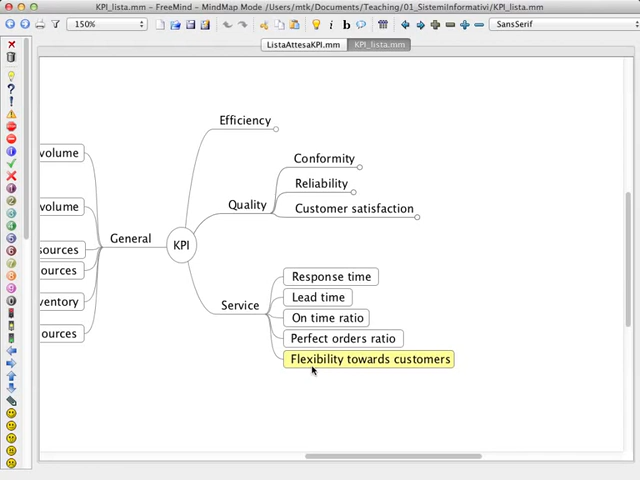 KPI_lista.mm - FreeMind - MindMap Mode /Users/mtk/Documents/Teaching/01_SistemiInformativi/KPI_lista.mm
150%
SansSerif
ListaAttesaKPI.mm
KPI_lista.mm
Efficiency
volume
Conformity
Reliability
Quality
Customer satisfaction
volume
General
KPI
sources
ources
Response time
inventory
Service
Lead time
On time ratio
ources
Perfect orders ratio
Flexibility towards customers